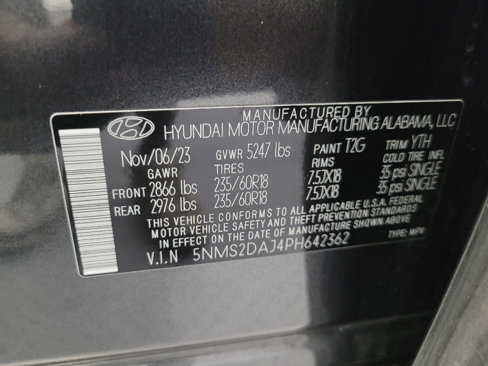 MANUFACTURED BY
HYUNDAI MOTOR MANUFACTURING ALABAMA, LLC
Nov/06/23 GVWR 5247 lbs PAINT T2G TRIM YTH
GAWR TIRES RIMS COLD TIRE INFL
FRONT 2866 lbs 235/60R18 7.5JX18 35 psi SINGLE
REAR 2976 lbs 235/60R18 7.5JX18 35 psi SINGLE
THIS VEHICLE CONFORMS TO ALL APPLICABLE U.S.A. FEDERAL
MOTOR VEHICLE SAFETY AND THEFT PREVENTION STANDARDS
IN EFFECT ON THE DATE OF MANUFACTURE SHOWN ABOVE.
V.I.N 5NMS2DAJ4PH642362 TYPE: MPV